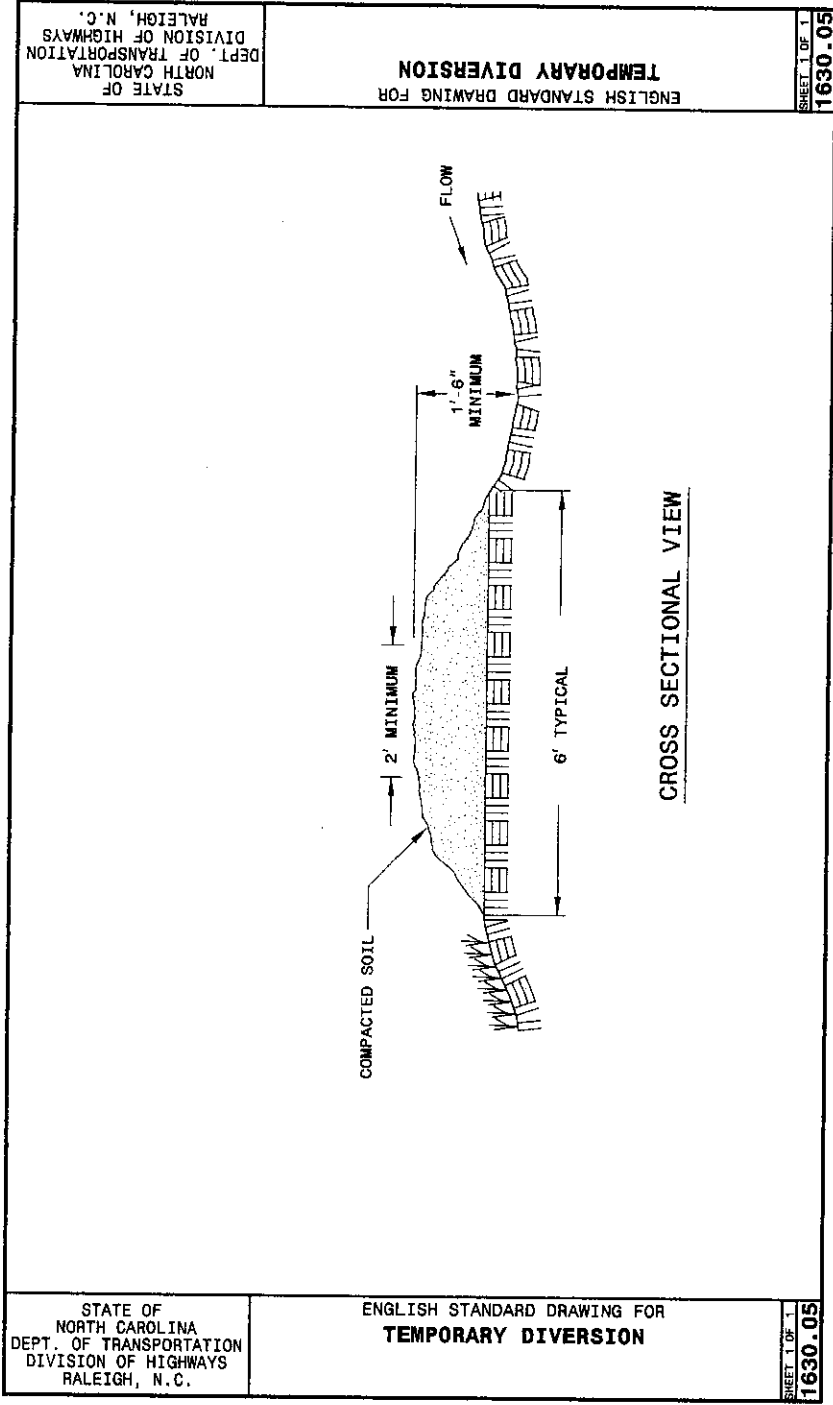 STATE OF
NORTH CAROLINA
DEPT. OF TRANSPORTATION
DIVISION OF HIGHWAYS
RALEIGH, N.C.
ENGLISH STANDARD DRAWING FOR
TEMPORARY DIVERSION
SHEET 1 OF 1
1630.05
COMPACTED SOIL
2' MINIMUM
1'-6"
MINIMUM
FLOW
6' TYPICAL
CROSS SECTIONAL VIEW
STATE OF
NORTH CAROLINA
DEPT. OF TRANSPORTATION
DIVISION OF HIGHWAYS
RALEIGH, N.C.
ENGLISH STANDARD DRAWING FOR
TEMPORARY DIVERSION
SHEET 1 OF 1
1630.05